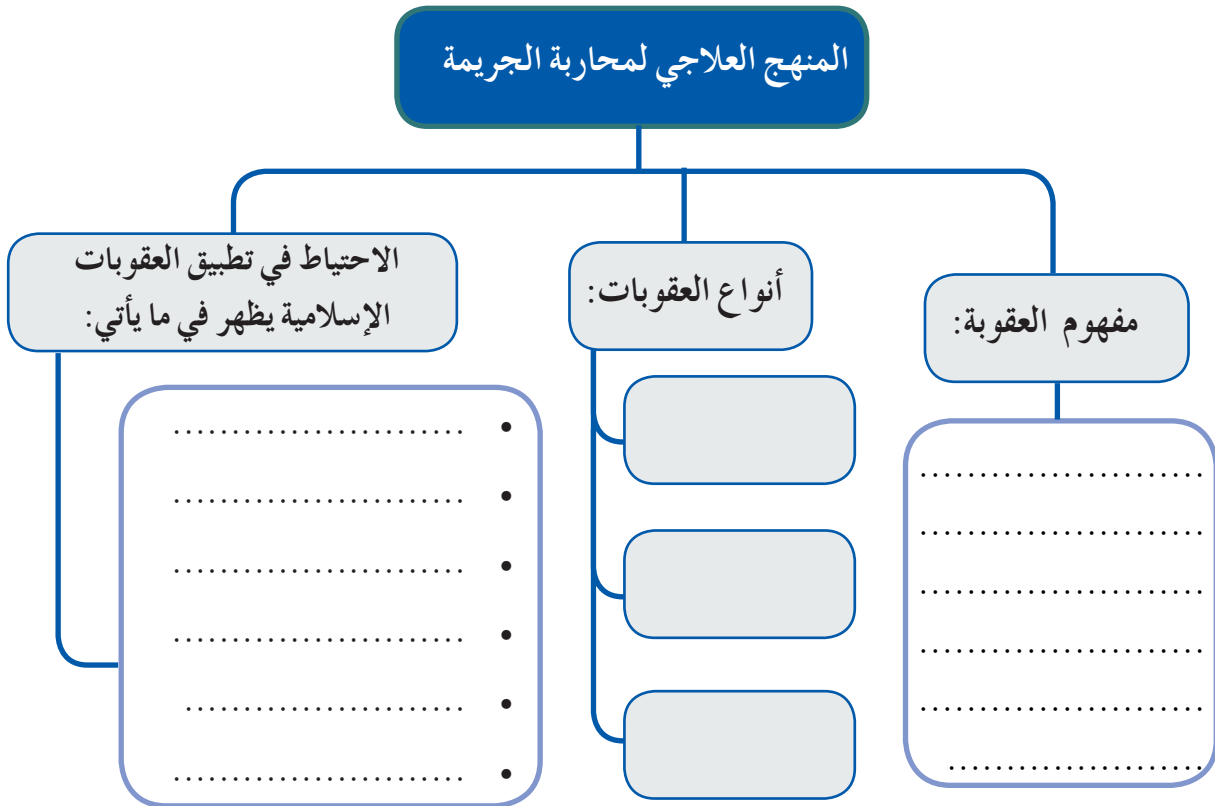 المنهج العلاجي لمحاربة الجريمة
مفهوم العقوبة:
........................
........................
........................
........................
........................
......................
أنواع العقوبات:
الاحتياط في تطبيق العقوبات
الإسلامية يظهر في ما يأتي:
• ........................
• ........................
• ........................
• ........................
• .......................
• ........................